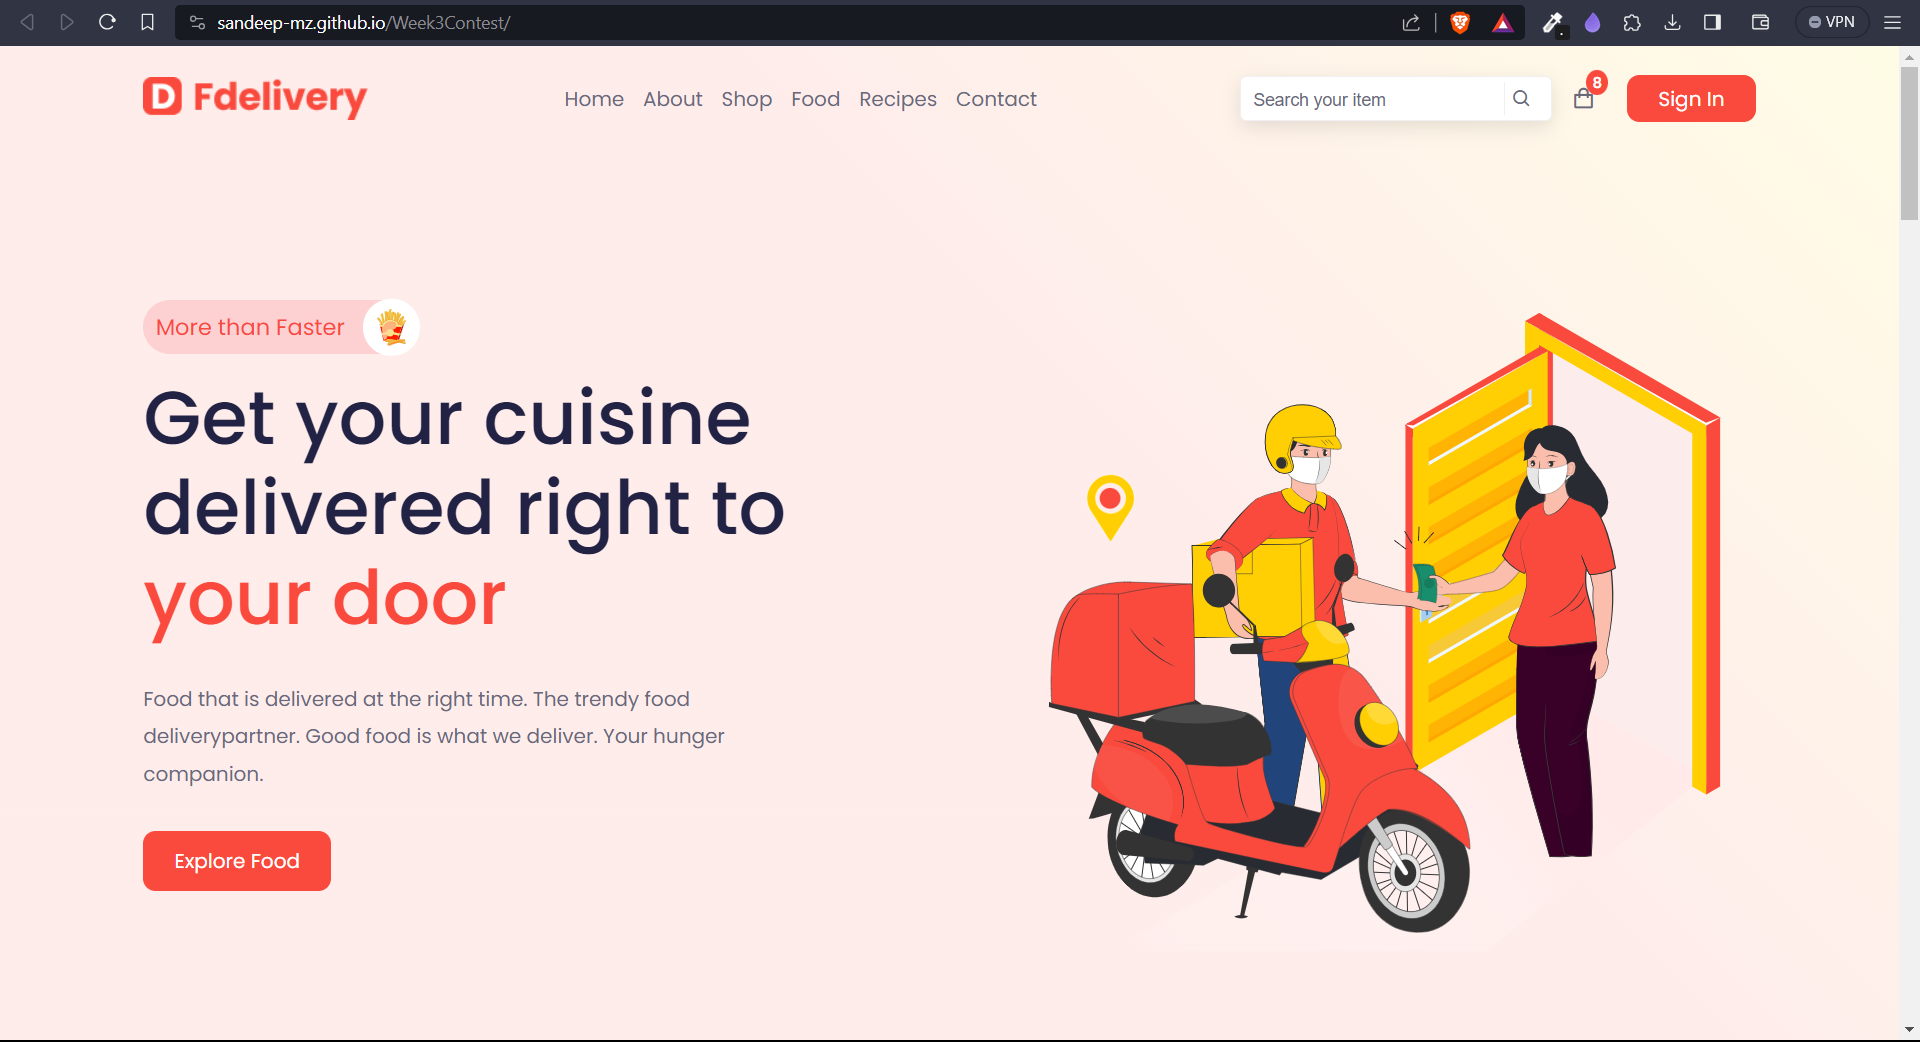 sandeep-mz.github.io/Week3Contest/
VPN
D Fdelivery
Home About Shop Food Recipes Contact
Search your item
8
Sign In
More than Faster
Get your cuisine
delivered right to
your door
Food that is delivered at the right time. The trendy food
deliverypartner. Good food is what we deliver. Your hunger
companion.
Explore Food